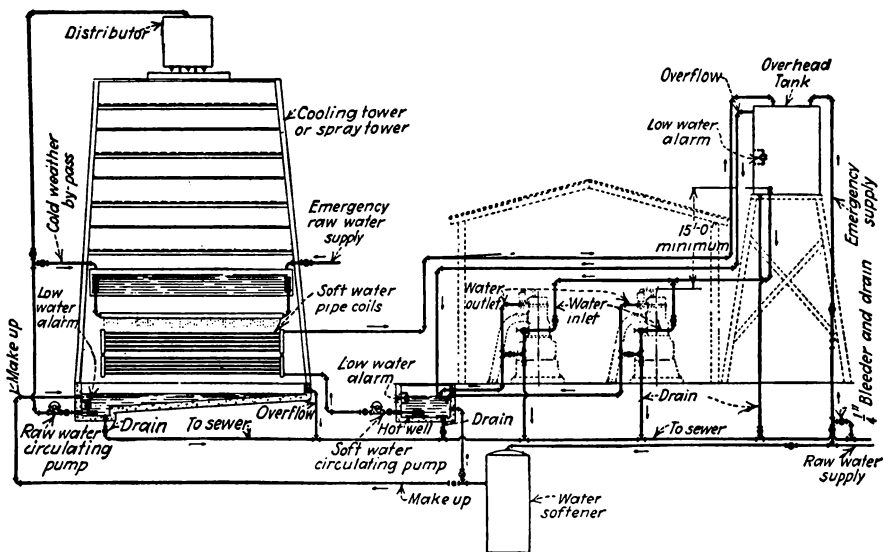 Distributor
Cooling tower
or spray tower
Cold weather
by-pass
Emergency
raw water
supply
Low
water
alarm
Soft water
pipe coils
Make up
Raw water
circulating
pump
Drain
To sewer
Overflow
Low water
alarm
Hot well
Drain
Soft water
circulating pump
Make up
Water
softener
Water
outlet
Water
inlet
Overflow
Overhead
Tank
Low water
alarm
15'-0"
minimum
Emergency
supply
1/4" Bleeder and drain
Drain
To sewer
Raw water
supply